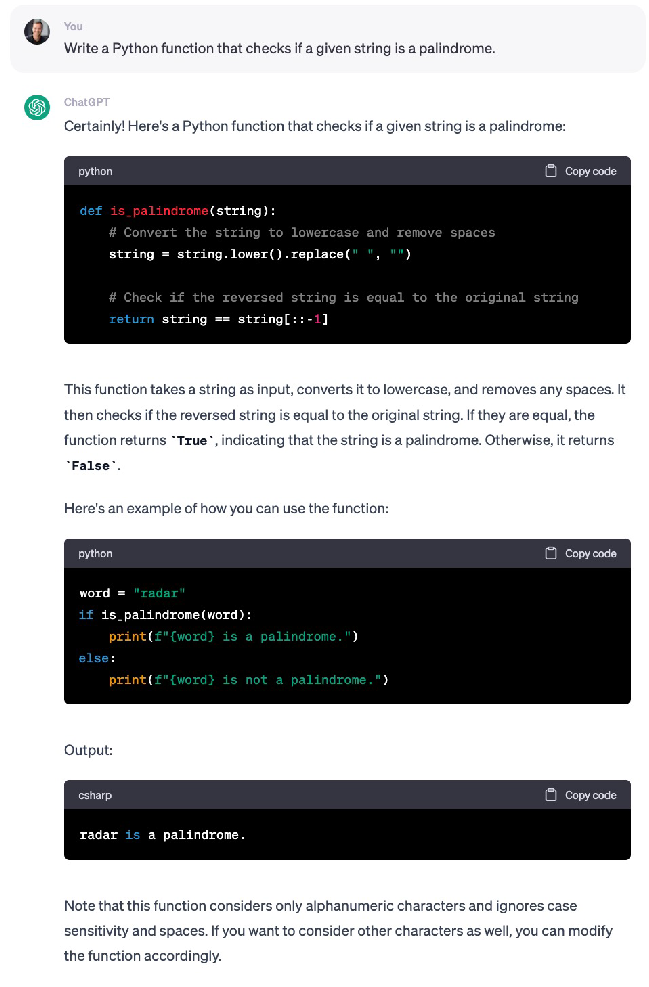 You
Write a Python function that checks if a given string is a palindrome.
ChatGPT
Certainly! Here's a Python function that checks if a given string is a palindrome:
python Copy code
def is_palindrome(string):
    # Convert the string to lowercase and remove spaces
    string = string.lower().replace(" ", "")

    # Check if the reversed string is equal to the original string
    return string == string[::-1]
This function takes a string as input, converts it to lowercase, and removes any spaces. It
then checks if the reversed string is equal to the original string. If they are equal, the
function returns `True`, indicating that the string is a palindrome. Otherwise, it returns
`False`.
Here's an example of how you can use the function:
python Copy code
word = "radar"
if is_palindrome(word):
    print(f"{word} is a palindrome.")
else:
    print(f"{word} is not a palindrome.")
Output:
csharp Copy code
radar is a palindrome.
Note that this function considers only alphanumeric characters and ignores case
sensitivity and spaces. If you want to consider other characters as well, you can modify
the function accordingly.